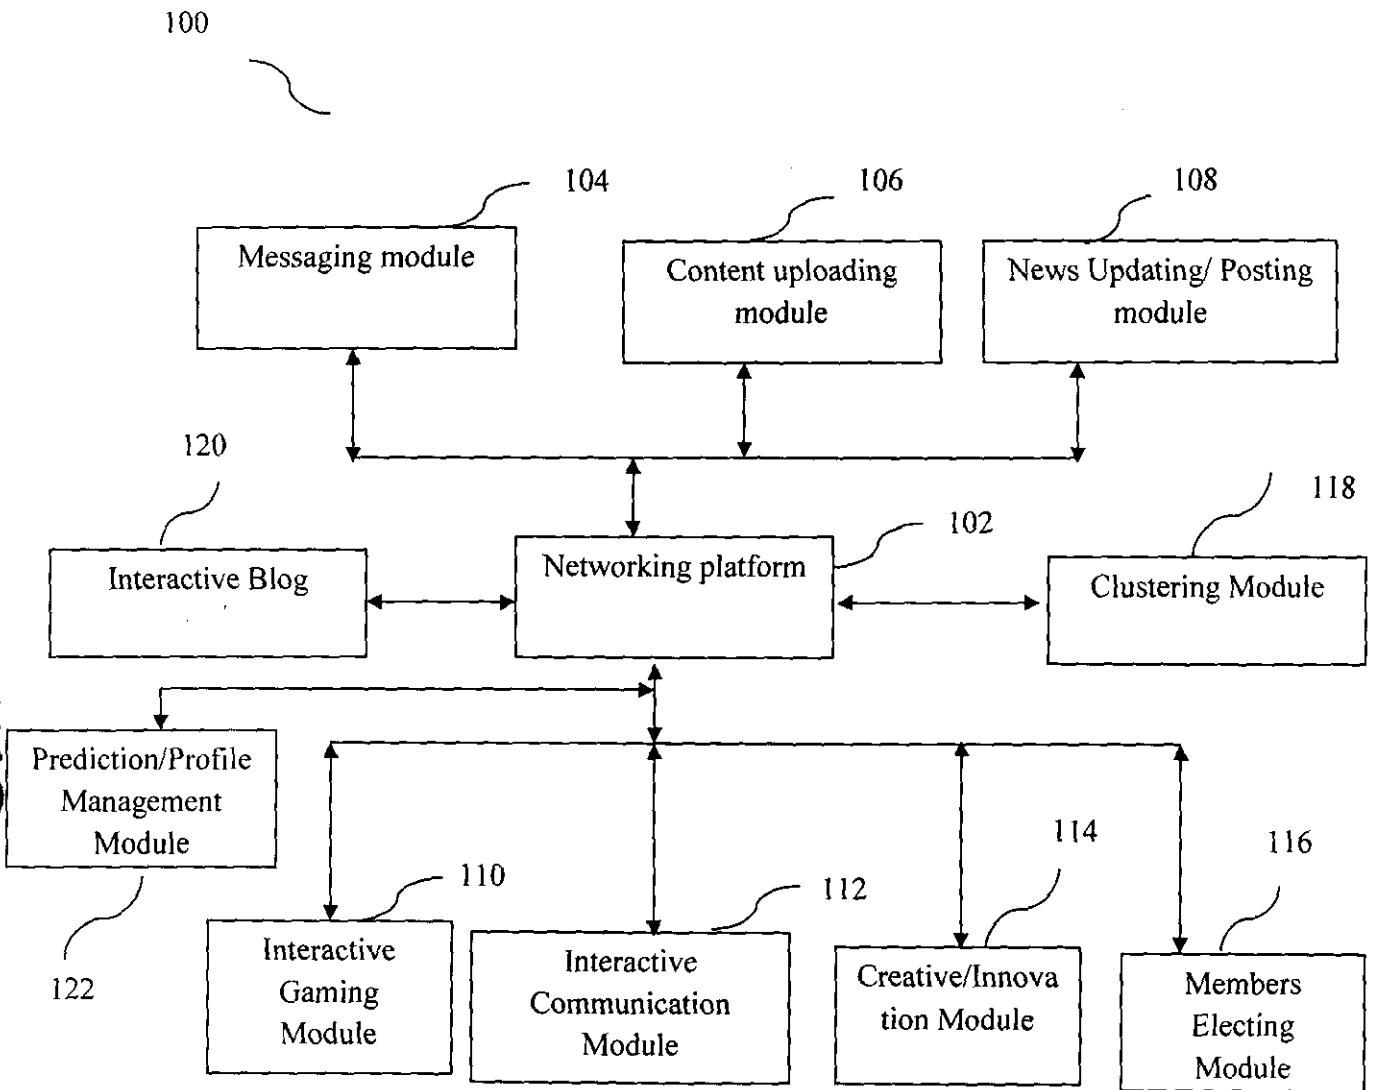 100
104
106
108
Messaging module
Content uploading
module
News Updating/ Posting
module
120
118
102
Interactive Blog
Networking platform
Clustering Module
Prediction/Profile
Management
Module
122
110
112
114
116
Interactive
Gaming
Module
Interactive
Communication
Module
Creative/Innova
tion Module
Members
Electing
Module